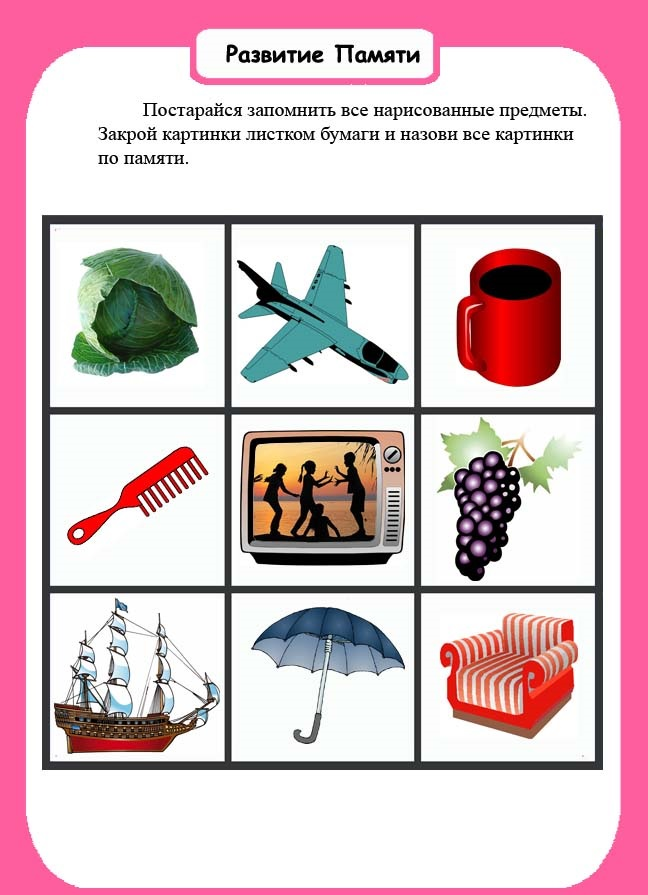 Развитие Памяти
Постарайся запомнить все нарисованные предметы.
Закрой картинки листком бумаги и назови все картинки
по памяти.